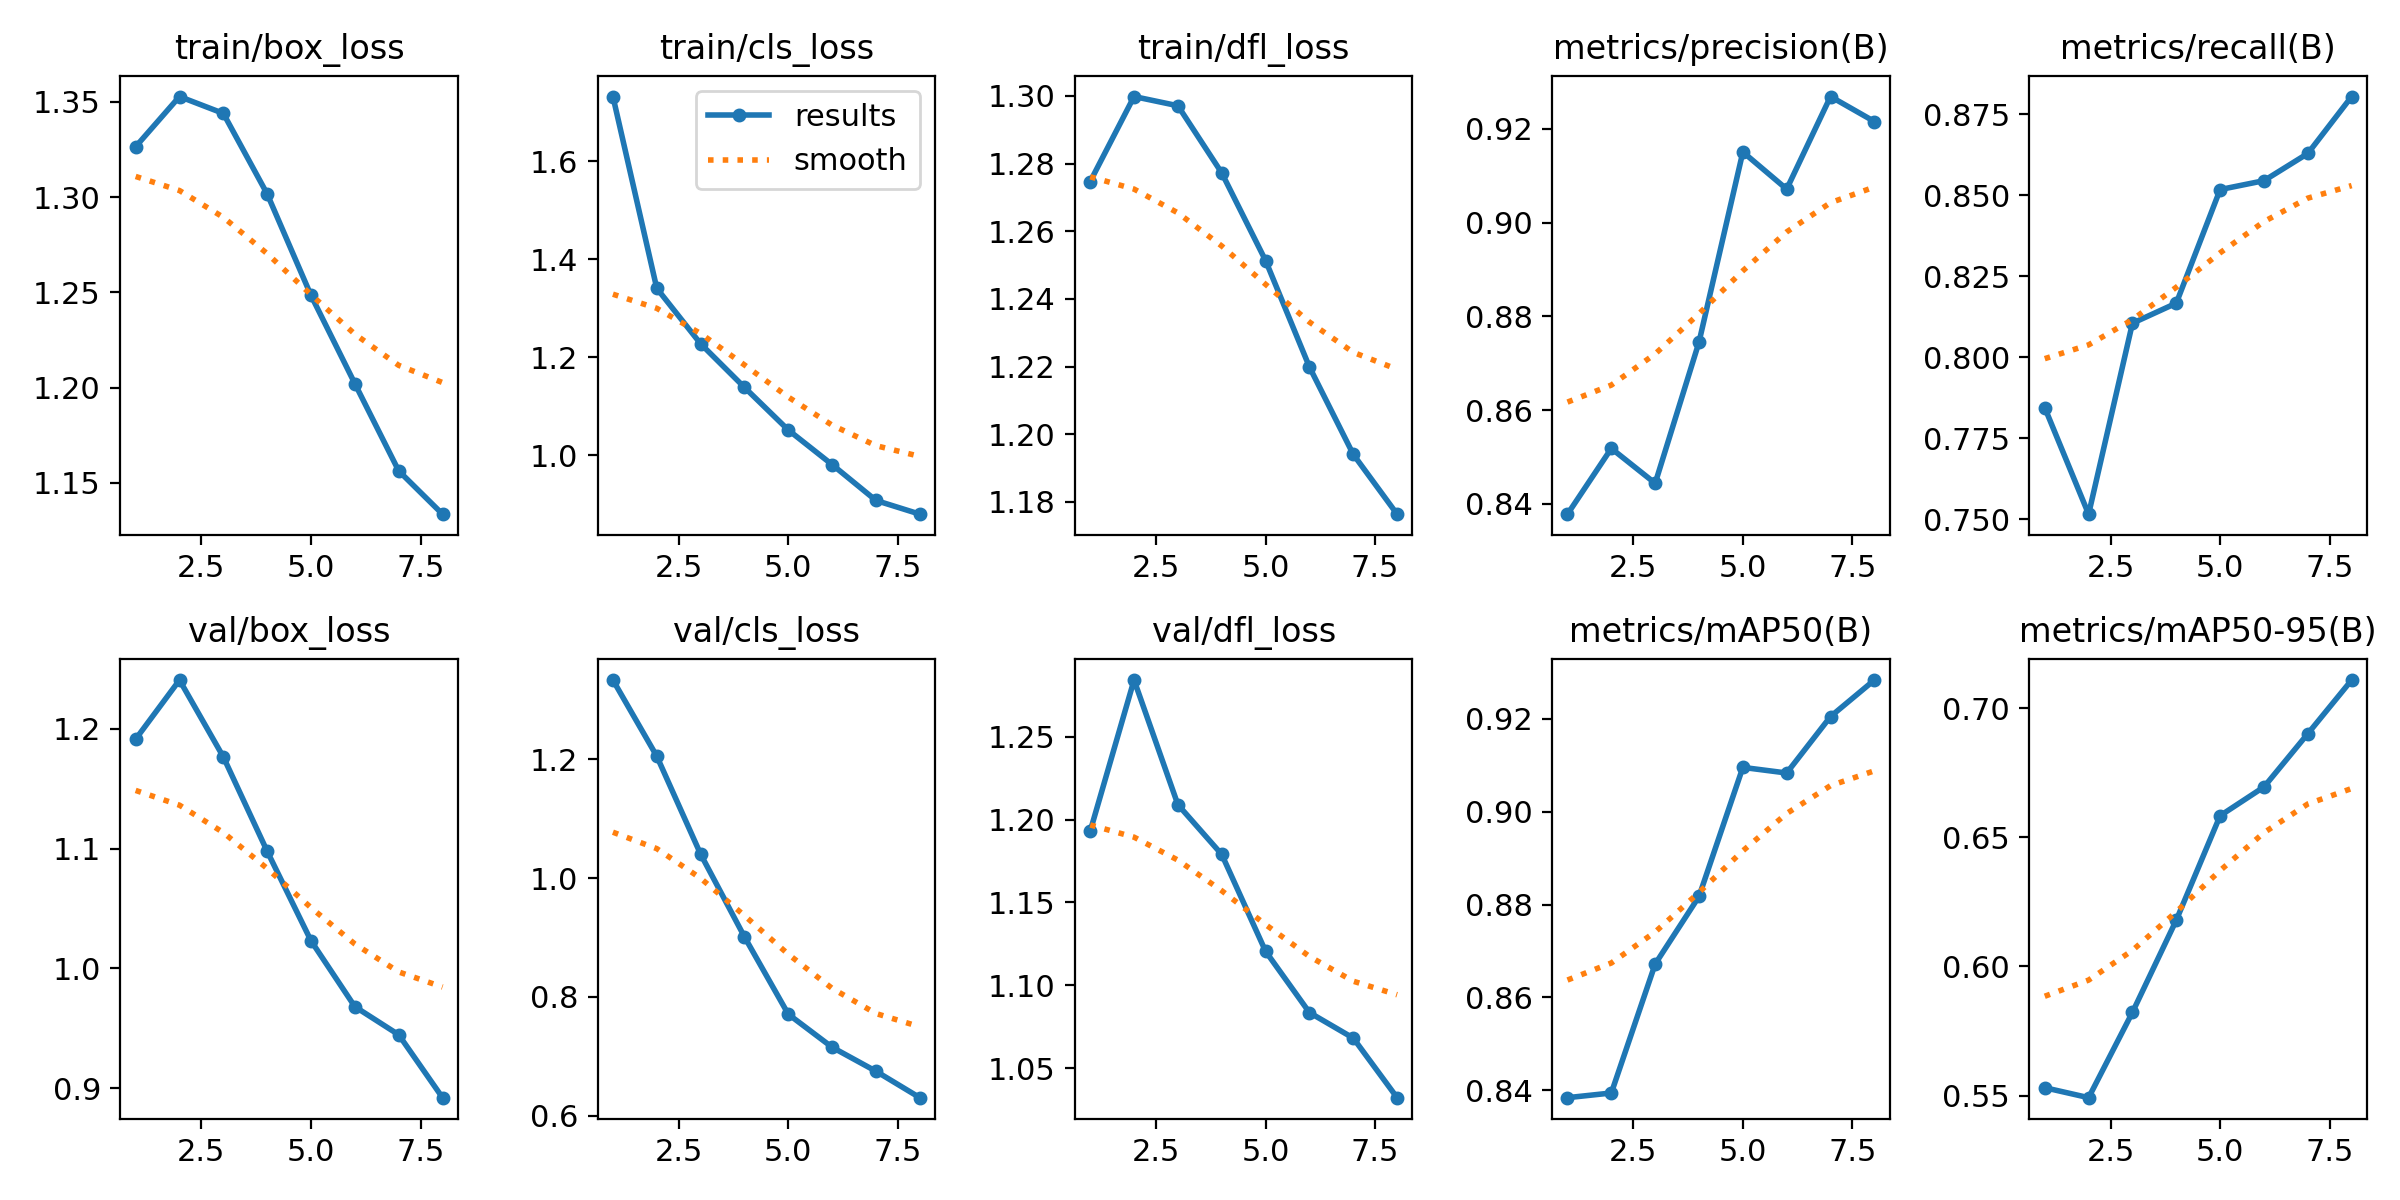 train/box_loss
1.35
1.30
1.25
1.20
1.15
2.5 5.0 7.5
train/cls_loss
results
smooth
1.6
1.4
1.2
1.0
2.5 5.0 7.5
train/dfl_loss
1.30
1.28
1.26
1.24
1.22
1.20
1.18
2.5 5.0 7.5
metrics/precision(B)
0.92
0.90
0.88
0.86
0.84
2.5 5.0 7.5
metrics/recall(B)
0.875
0.850
0.825
0.800
0.775
0.750
2.5 5.0 7.5
val/box_loss
1.2
1.1
1.0
0.9
2.5 5.0 7.5
val/cls_loss
1.2
1.0
0.8
0.6
2.5 5.0 7.5
val/dfl_loss
1.25
1.20
1.15
1.10
1.05
2.5 5.0 7.5
metrics/mAP50(B)
0.92
0.90
0.88
0.86
0.84
2.5 5.0 7.5
metrics/mAP50-95(B)
0.70
0.65
0.60
0.55
2.5 5.0 7.5